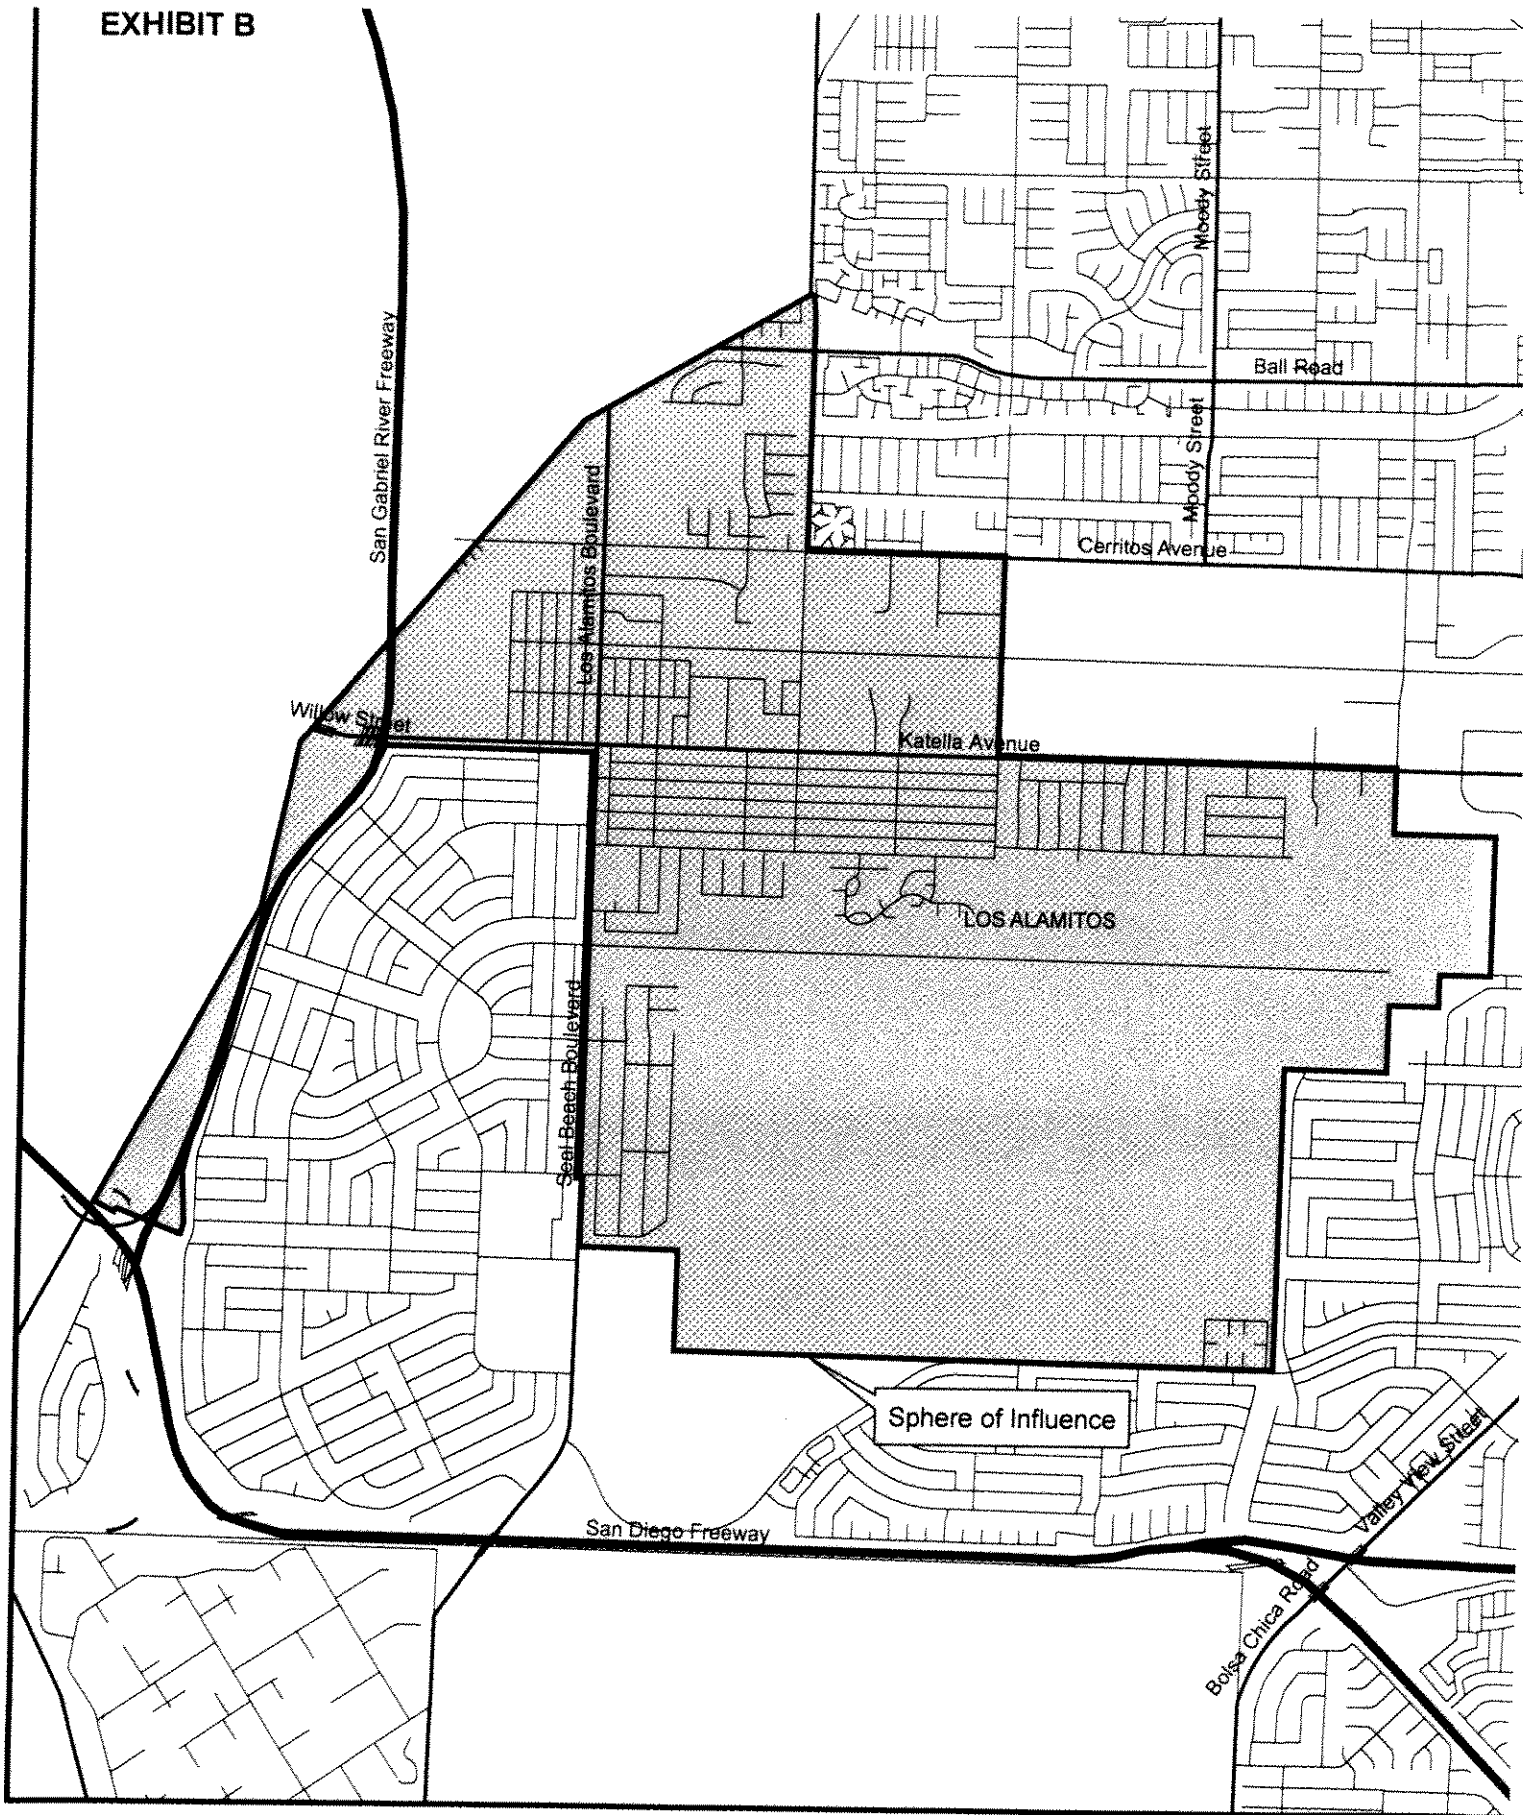 EXHIBIT B
Moody Street
San Gabriel River Freeway
Ball Road
Moody Street
Los Alamitos Boulevard
Cerritos Avenue
Willow Street
Katella Avenue
LOS ALAMITOS
Seal Beach Boulevard
Sphere of Influence
Valley View Street
San Diego Freeway
Bolsa Chica Road